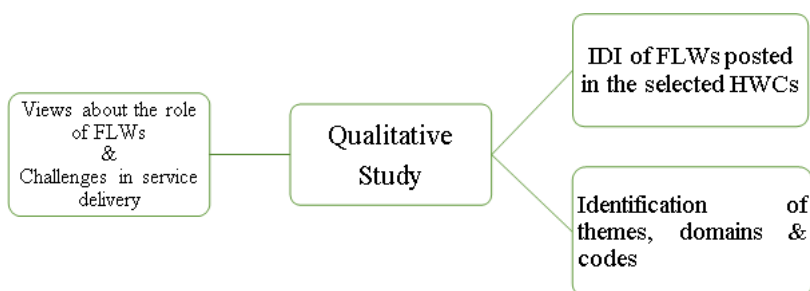 Views about the role
of FLWs
&
Challenges in service
delivery
Qualitative
Study
IDI of FLWs posted
in the selected HWCs
Identification of
themes, domains &
codes